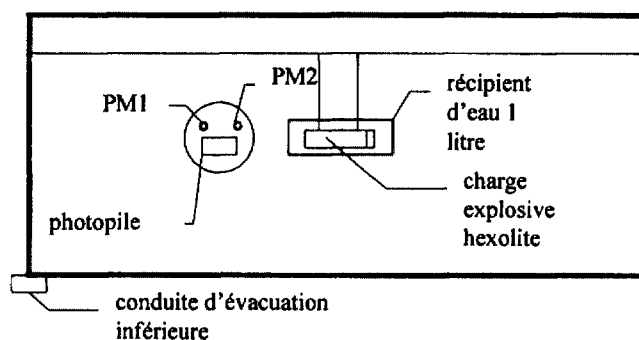 PM1
PM2
récipient
d'eau 1
litre
photopile
charge
explosive
hexolite
conduite d'évacuation
inférieure